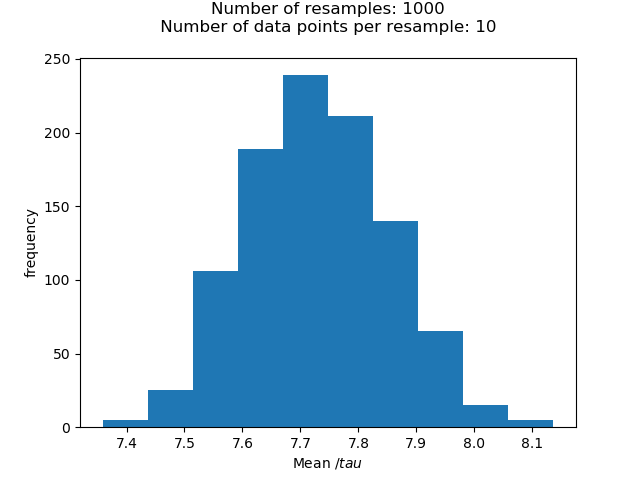 Number of resamples: 1000
Number of data points per resample: 10
250
200
150
100
50
0
frequency
7.4 7.5 7.6 7.7 7.8 7.9 8.0 8.1
Mean /tau